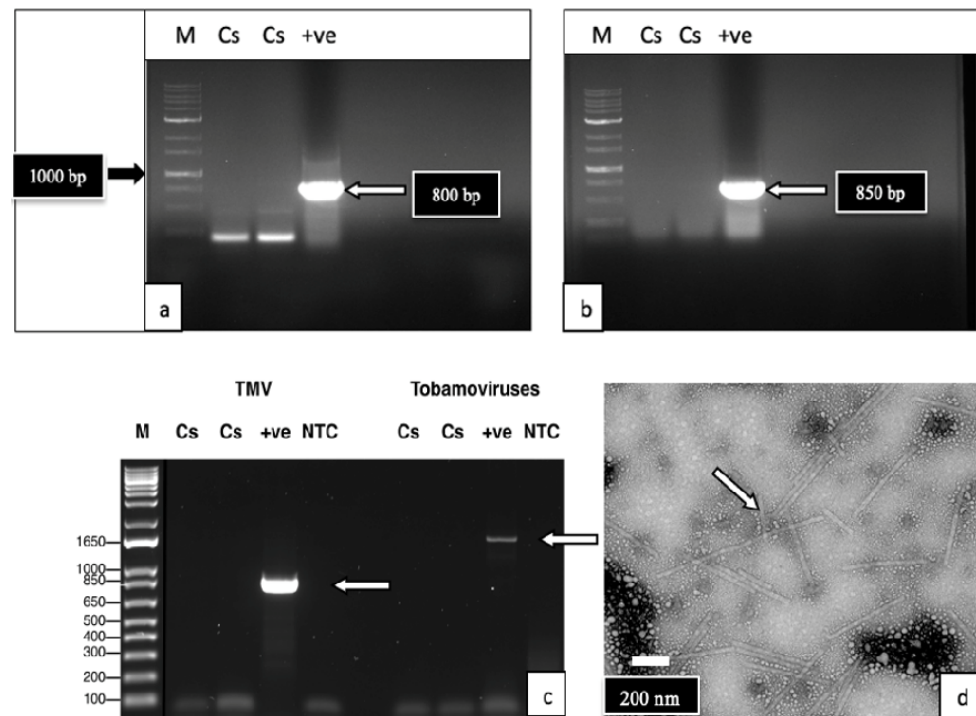 M Cs Cs +ve
1000 bp
800 bp
a
M Cs Cs +ve
850 bp
b
TMV Tobamoviruses
M Cs Cs +ve NTC Cs Cs +ve NTC
1650
1000
850
650
500
400
300
200
100
c
200 nm
d